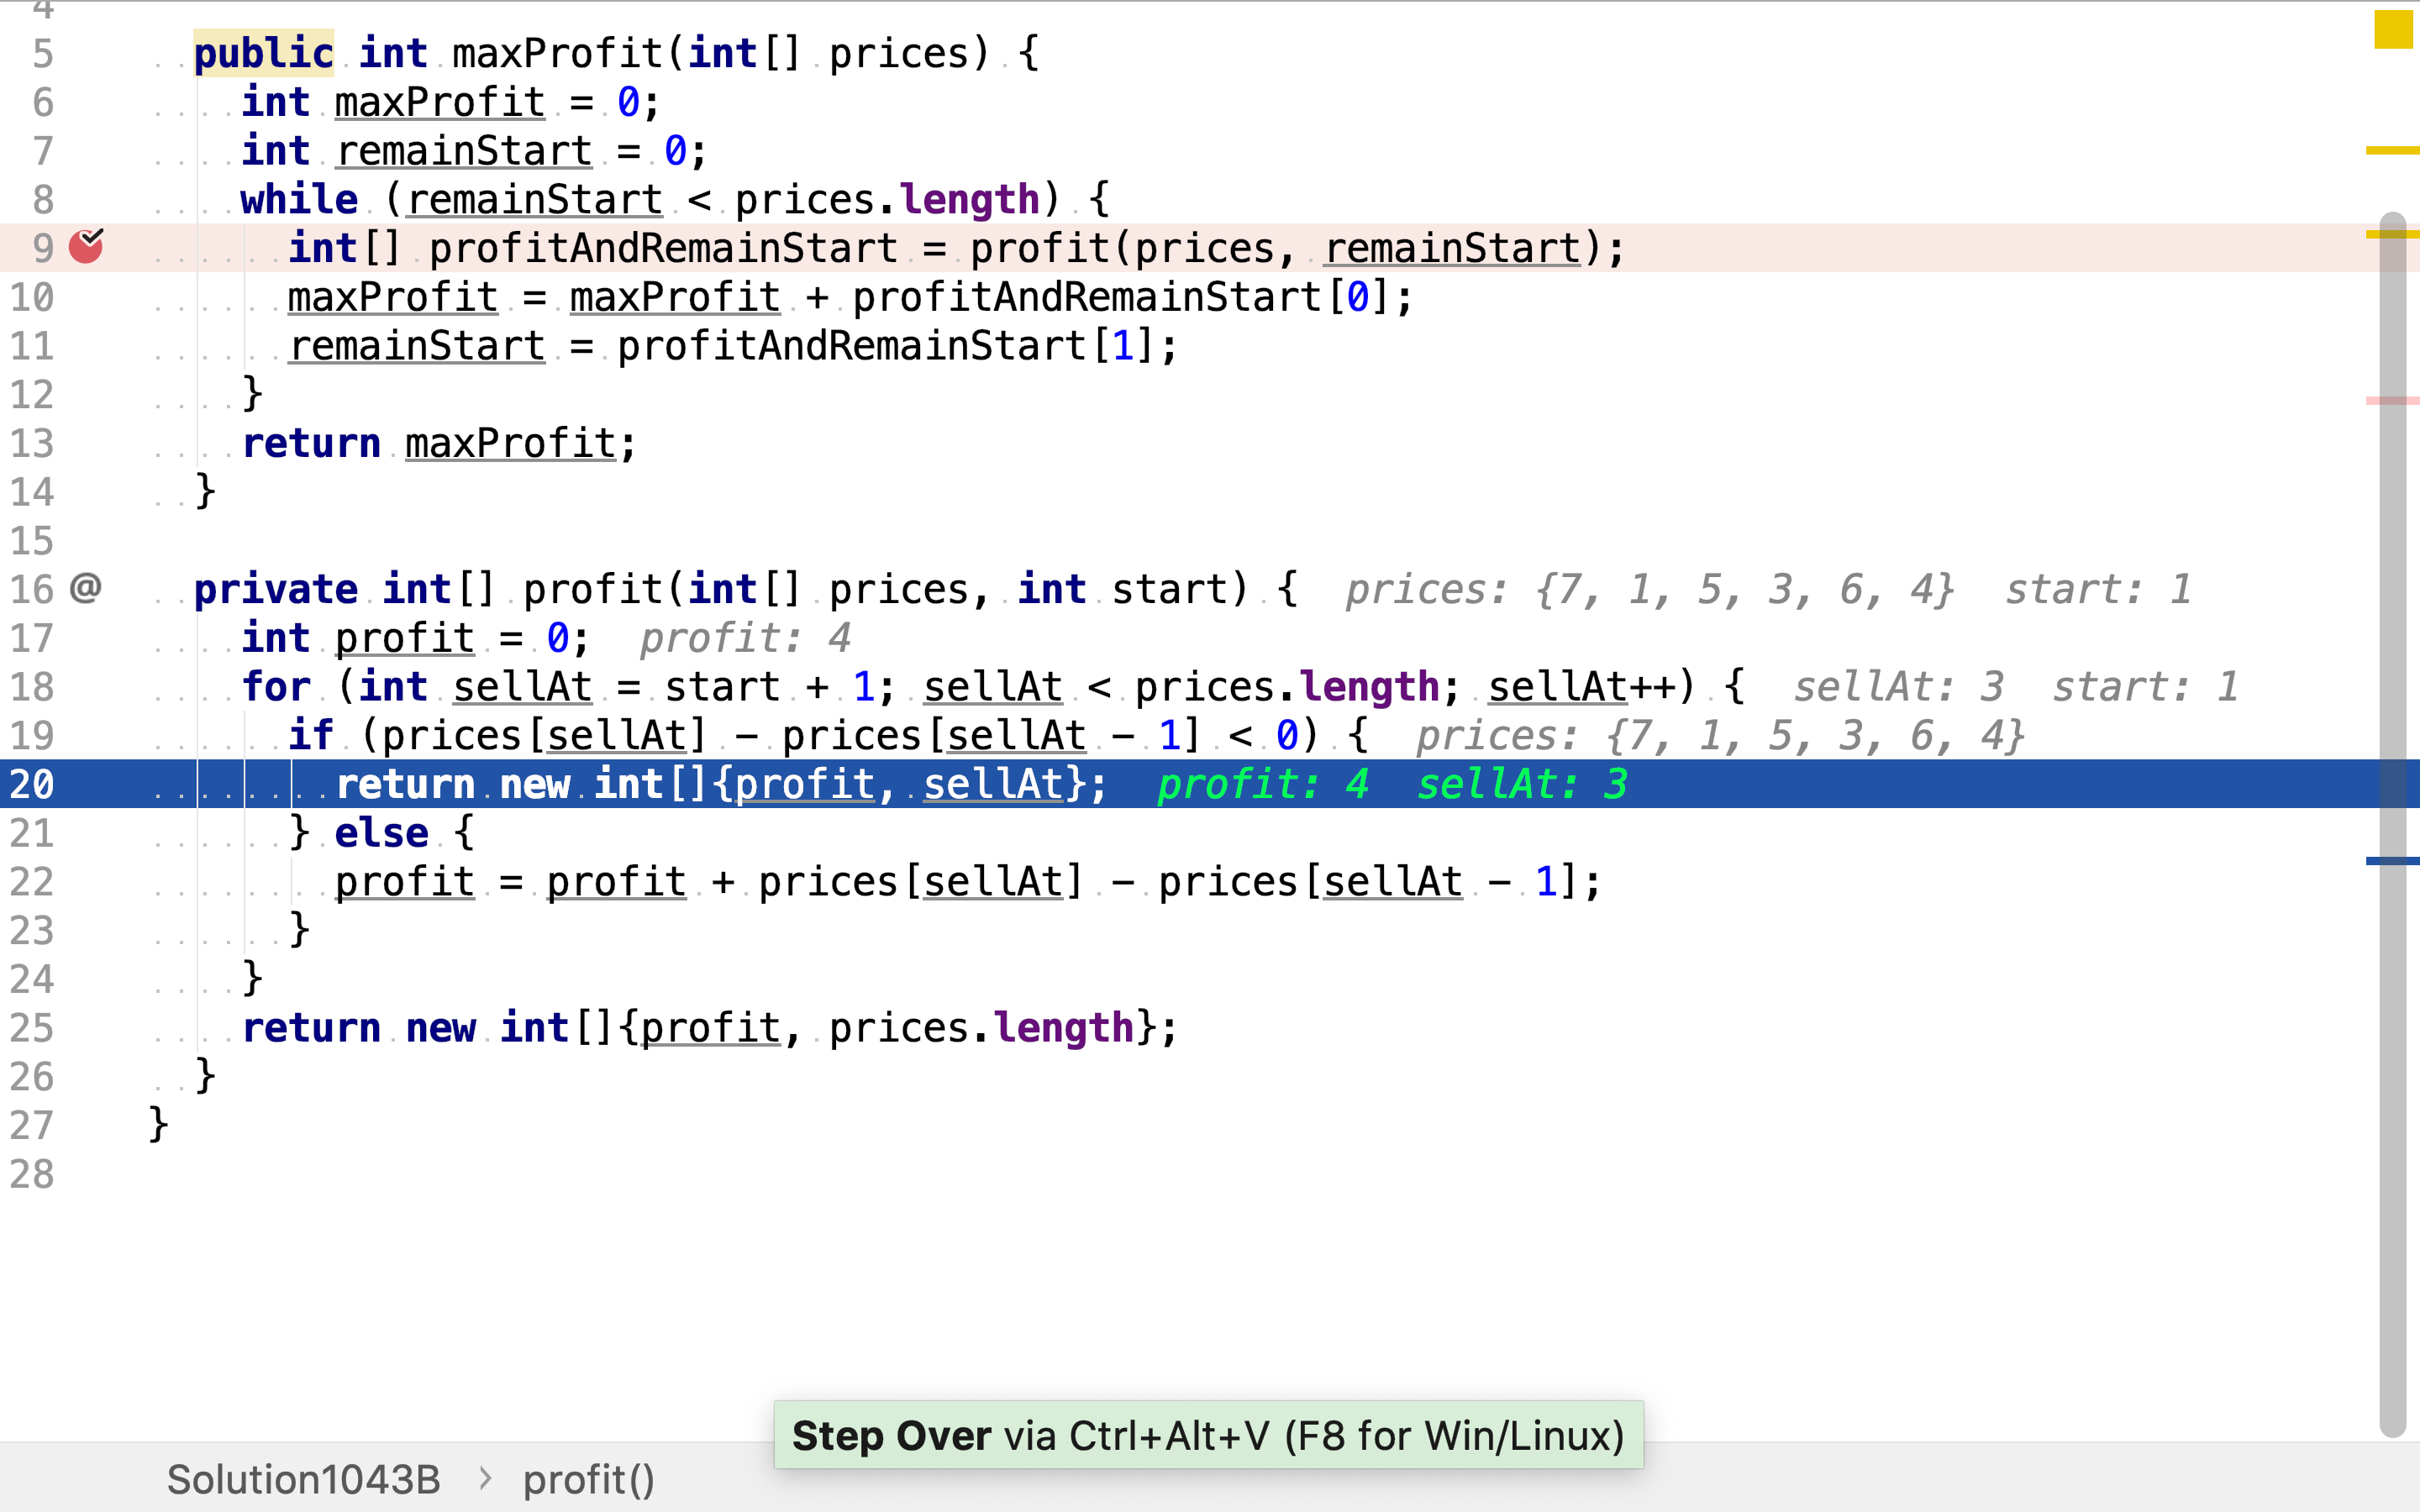 4
5 public int maxProfit(int[] prices) {
6 int maxProfit = 0;
7 int remainStart = 0;
8 while (remainStart < prices.length) {
9 int[] profitAndRemainStart = profit(prices, remainStart);
10 maxProfit = maxProfit + profitAndRemainStart[0];
11 remainStart = profitAndRemainStart[1];
12 }
13 return maxProfit;
14 }
15
16 @ private int[] profit(int[] prices, int start) { prices: {7, 1, 5, 3, 6, 4} start: 1
17 int profit = 0; profit: 4
18 for (int sellAt = start + 1; sellAt < prices.length; sellAt++) { sellAt: 3 start: 1
19 if (prices[sellAt] - prices[sellAt - 1] < 0) { prices: {7, 1, 5, 3, 6, 4}
20 return new int[]{profit, sellAt}; profit: 4 sellAt: 3
21 } else {
22 profit = profit + prices[sellAt] - prices[sellAt - 1];
23 }
24 }
25 return new int[]{profit, prices.length};
26 }
27 }
28
Step Over via Ctrl+Alt+V (F8 for Win/Linux)
Solution1043B > profit()